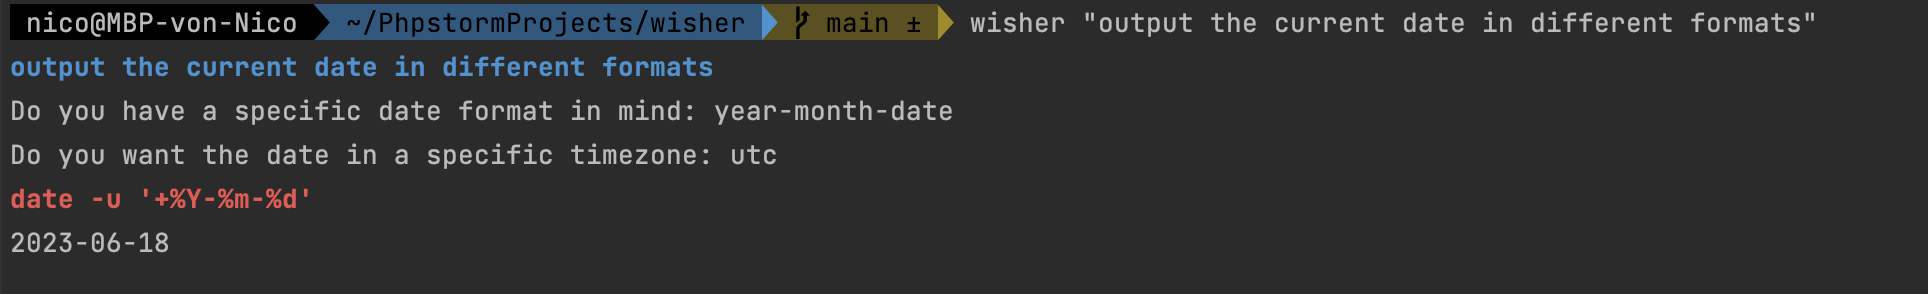 nico@MBP-von-Nico ~/PhpstormProjects/wisher main ± wisher "output the current date in different formats"
output the current date in different formats
Do you have a specific date format in mind: year-month-date
Do you want the date in a specific timezone: utc
date -u '+%Y-%m-%d'
2023-06-18